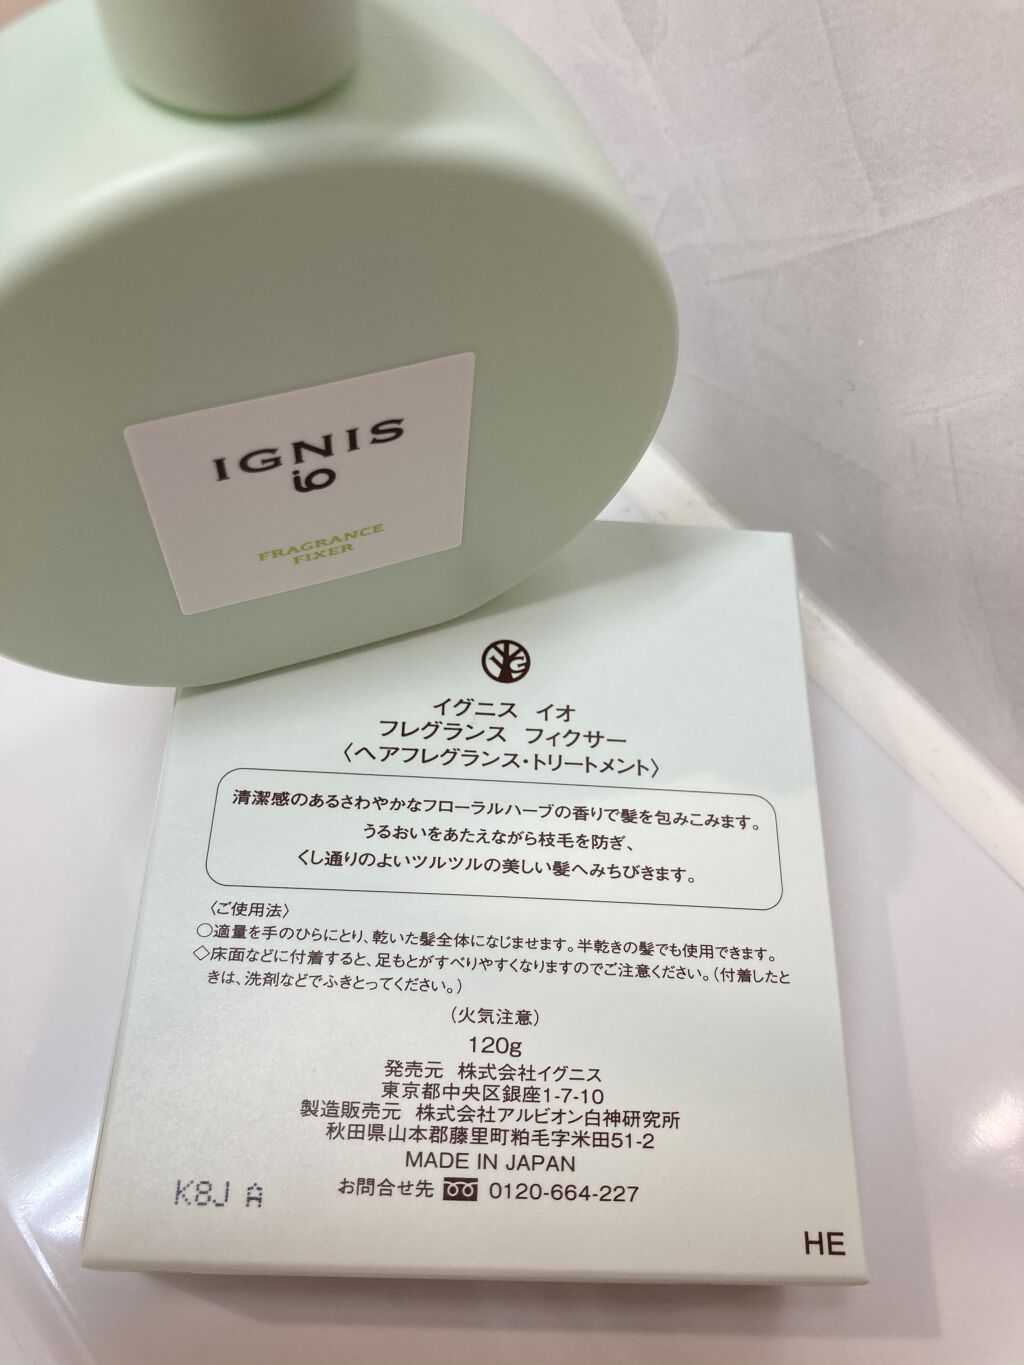 IGNIS
io
FRAGRANCE
FIXER
イグニス イオ
フレグランス フィクサー
〈ヘアフレグランス・トリートメント〉
清潔感のあるさわやかなフローラルハーブの香りで髪を包みこみます。
うるおいをあたえながら枝毛を防ぎ、
くし通りのよいツルツルの美しい髪へみちびきます。
〈ご使用法〉
○適量を手のひらにとり、乾いた髪全体になじませます。半乾きの髪でも使用できます。
◇床面などに付着すると、足もとがすべりやすくなりますのでご注意ください。（付着したと
きは、洗剤などでふきとってください。）
（火気注意）
120g
発売元 株式会社イグニス
東京都中央区銀座1-7-10
製造販売元 株式会社アルビオン白神研究所
秋田県山本郡藤里町粕毛字米田51-2
MADE IN JAPAN
お問合せ先 0120-664-227
K8J A
HE